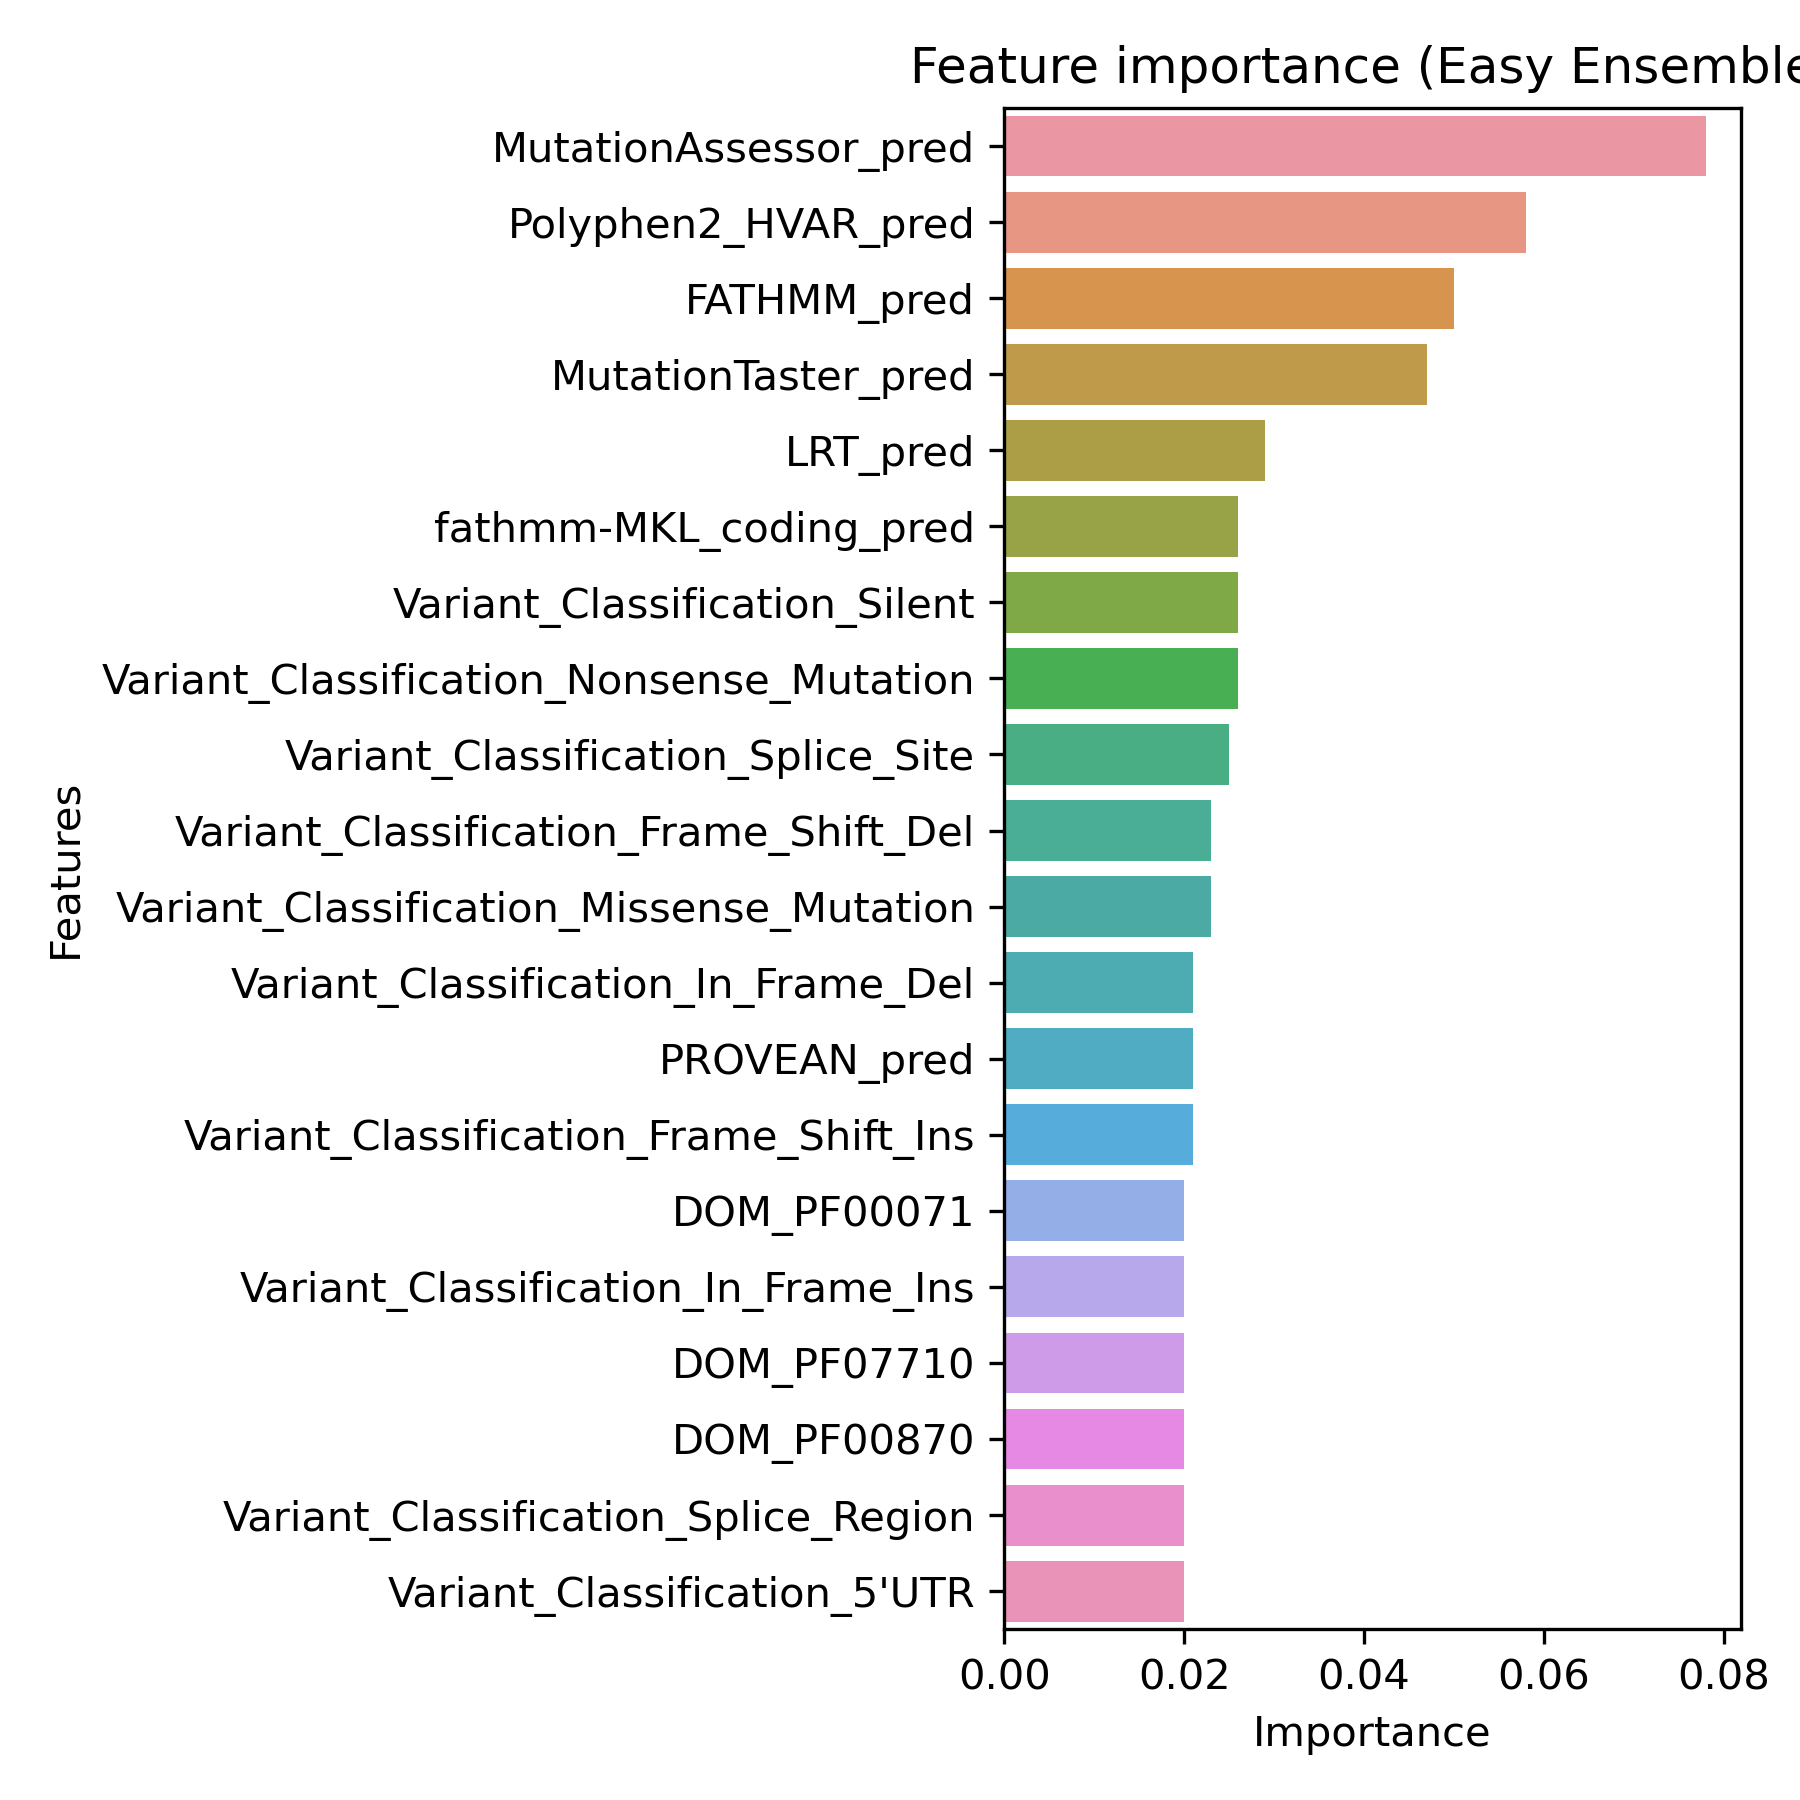 Feature importance (Easy Ensemble
MutationAssessor_pred
Polyphen2_HVAR_pred
FATHMM_pred
MutationTaster_pred
LRT_pred
fathmm-MKL_coding_pred
Variant_Classification_Silent
Variant_Classification_Nonsense_Mutation
Variant_Classification_Splice_Site
Variant_Classification_Frame_Shift_Del
Variant_Classification_Missense_Mutation
Variant_Classification_In_Frame_Del
PROVEAN_pred
Variant_Classification_Frame_Shift_Ins
DOM_PF00071
Variant_Classification_In_Frame_Ins
DOM_PF07710
DOM_PF00870
Variant_Classification_Splice_Region
Variant_Classification_5'UTR
Features
0.00 0.02 0.04 0.06 0.08
Importance